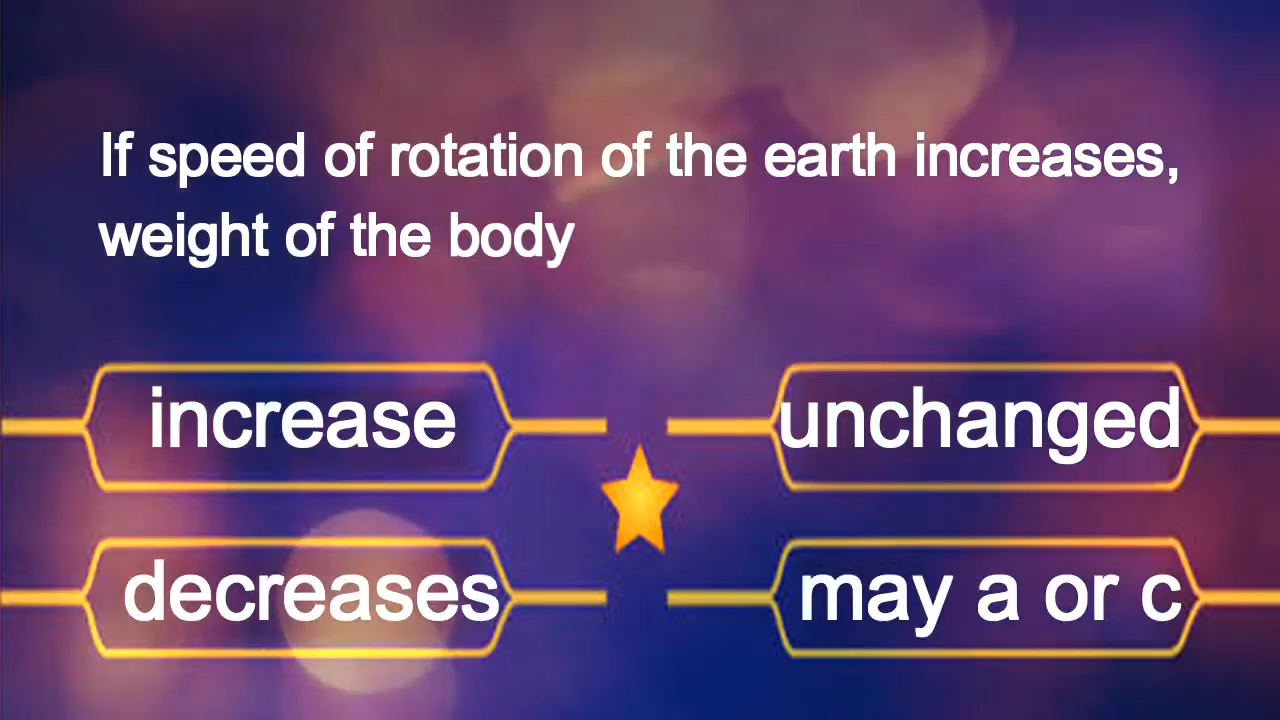 If speed of rotation of the earth increases,
weight of the body
increase
unchanged
decreases
may a or c